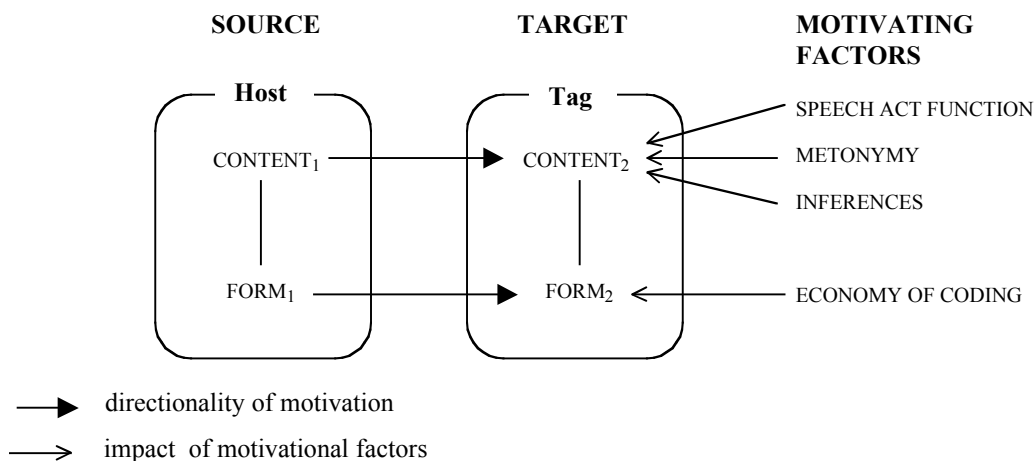 SOURCE TARGET MOTIVATING
FACTORS
Host Tag
SPEECH ACT FUNCTION
CONTENT₁ CONTENT₂ METONYMY
INFERENCES
FORM₁ FORM₂ ECONOMY OF CODING
directionality of motivation
impact of motivational factors